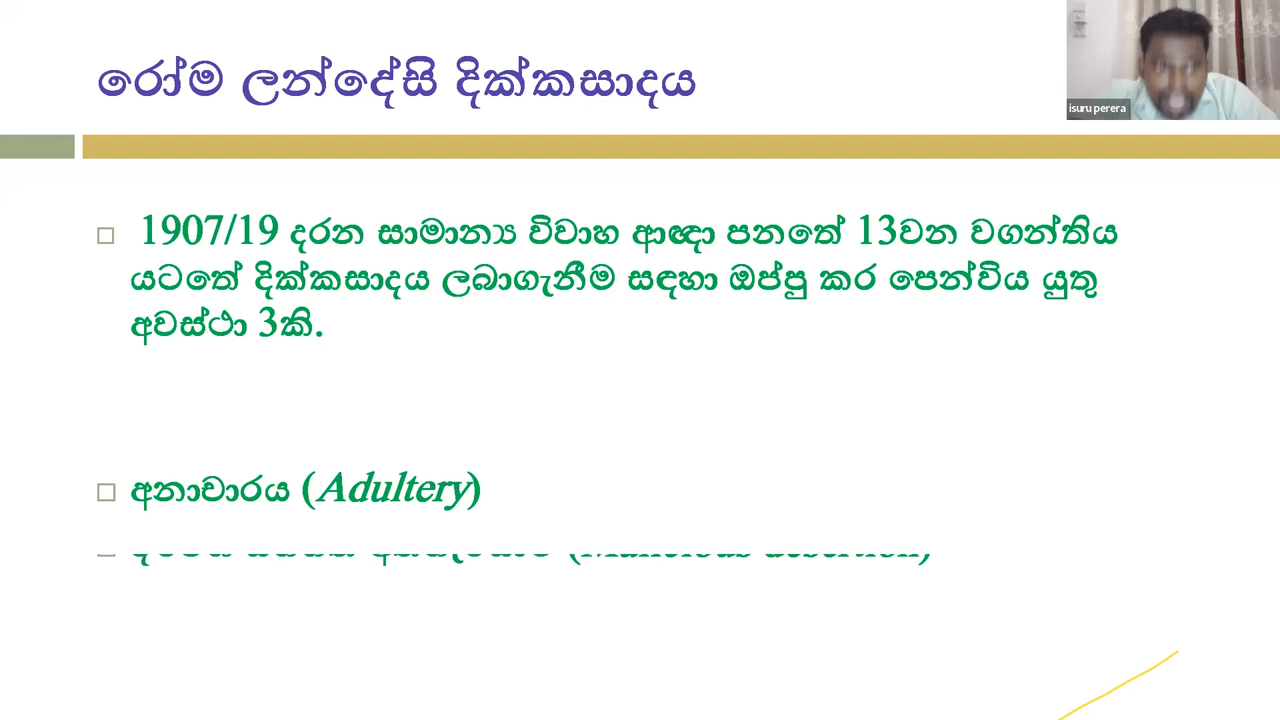 රෝම ලන්දේසි දික්කසාදය
isuru perera
1907/19 දරන සාමාන්‍ය විවාහ ආඥා පනතේ 13වන වගන්තිය
යටතේ දික්කසාදය ලබාගැනීම සඳහා ඔප්පු කර පෙන්විය යුතු
අවස්ථා 3කි.
අනාචාරය (Adultery)